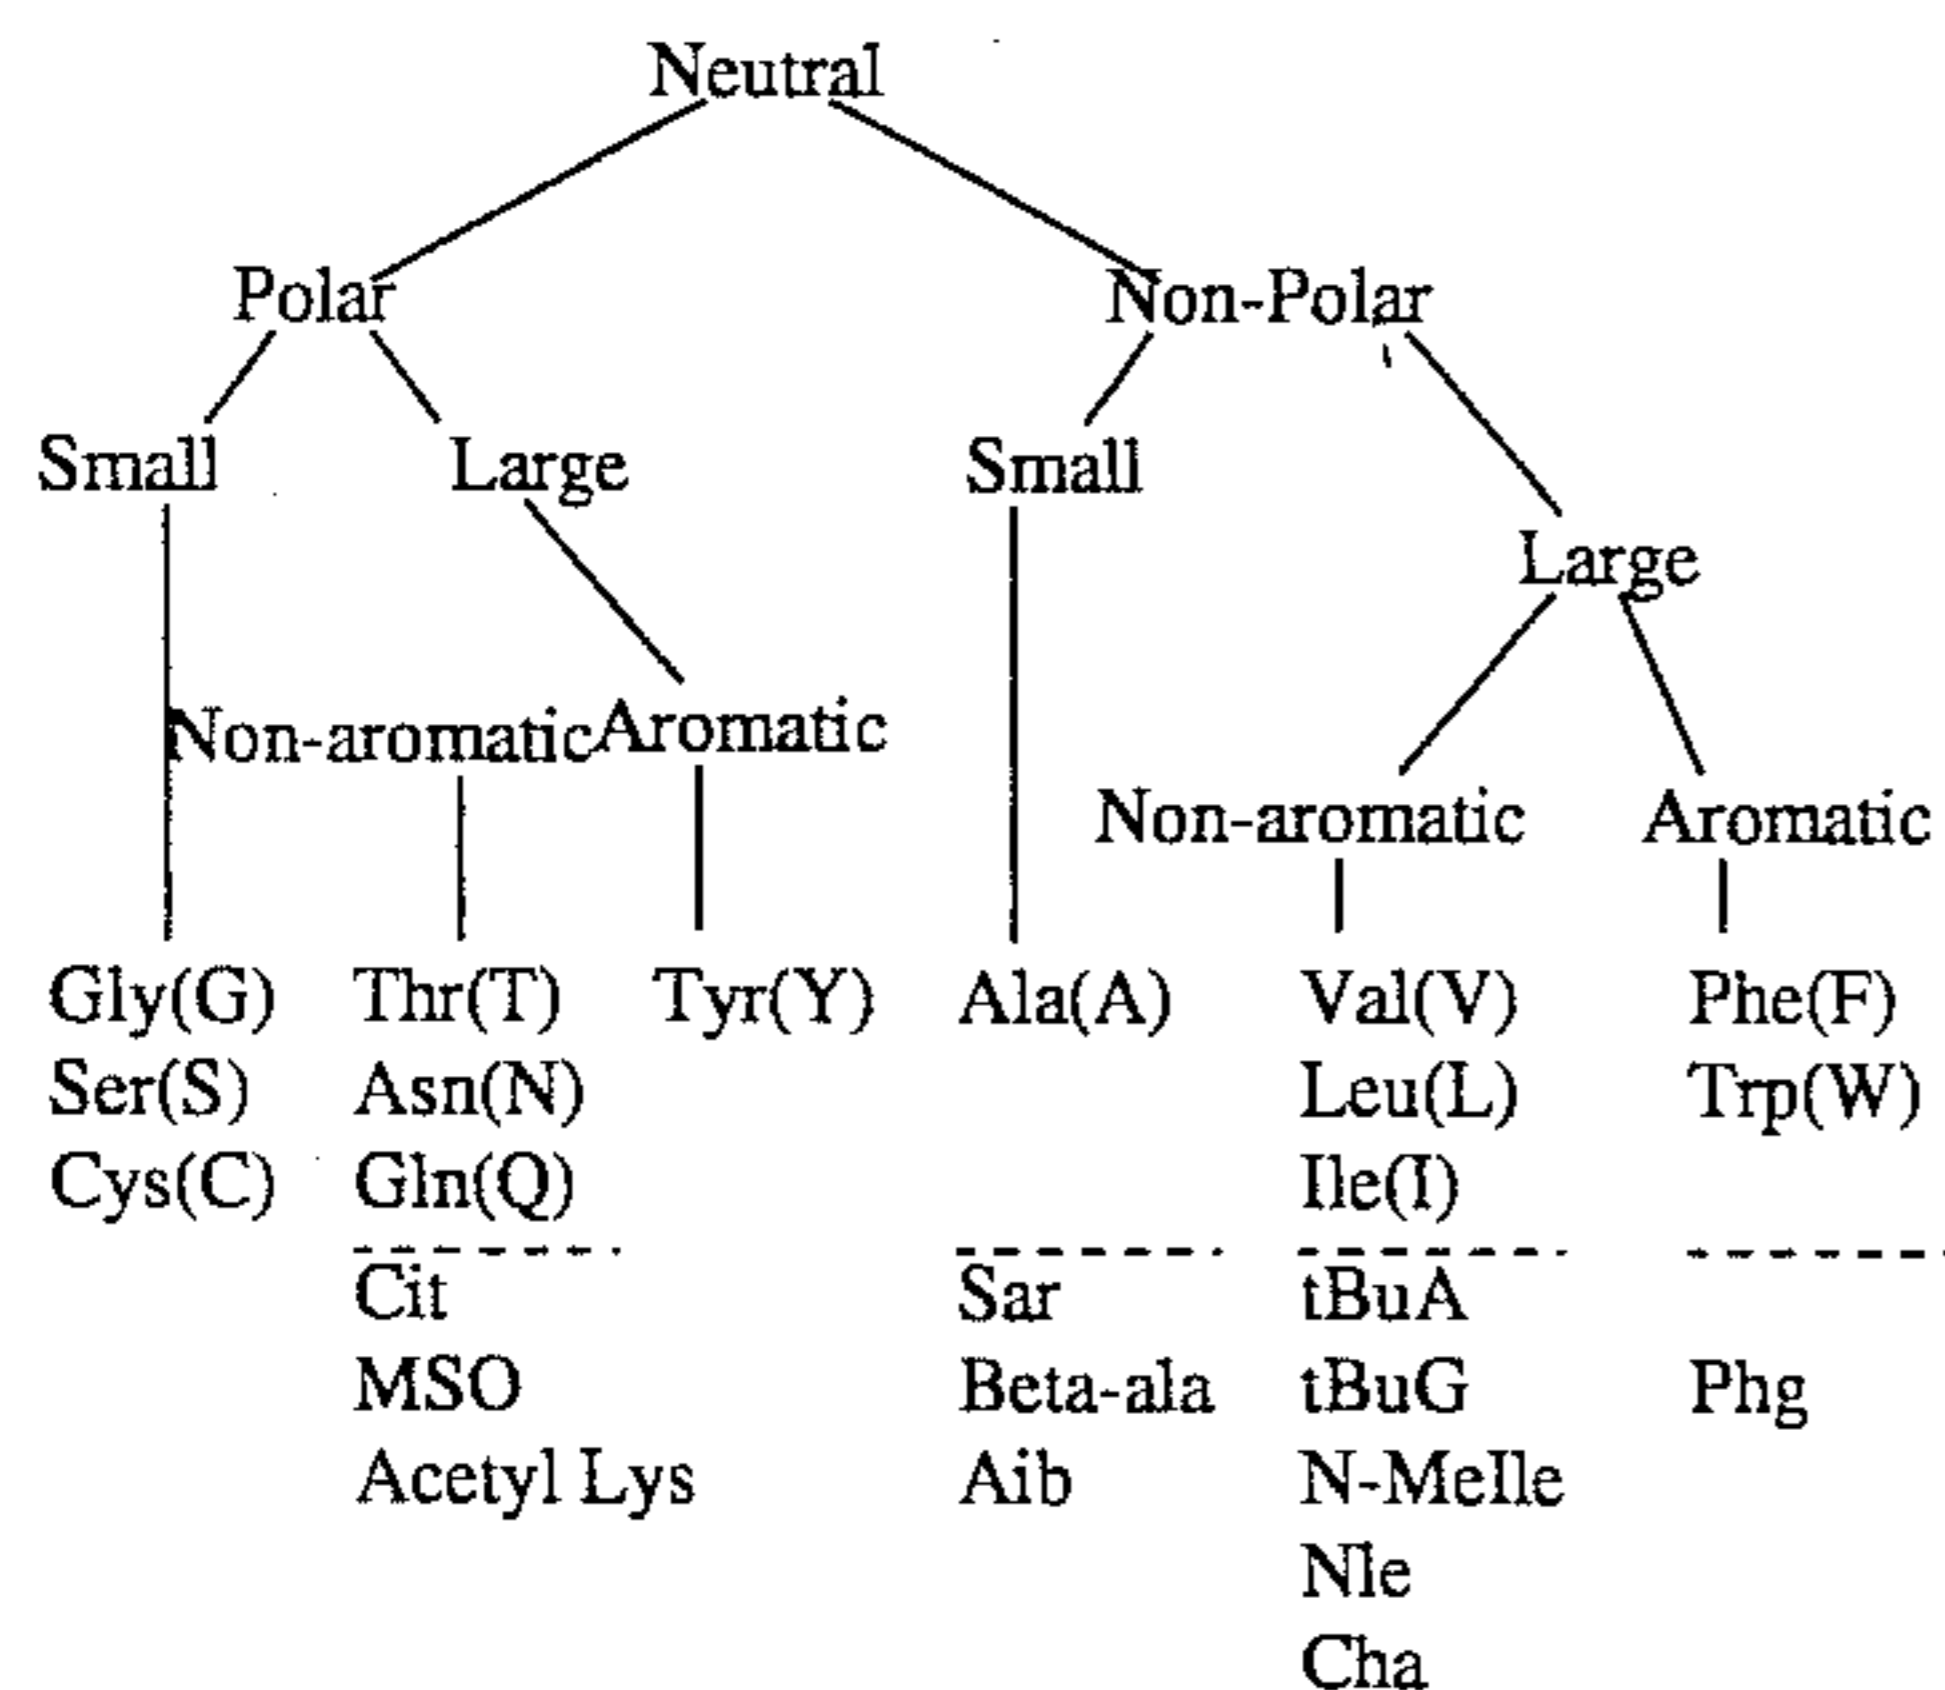 Neutral
Polar Non-Polar
Small Large Small
Large
Non-aromatic Aromatic
Non-aromatic Aromatic
Gly(G) Thr(T) Tyr(Y) Ala(A) Val(V) Phe(F)
Ser(S) Asn(N) Leu(L) Trp(W)
Cys(C) Gln(Q) Ile(I)
Cit Sar tBuA
MSO Beta-ala tBuG Phg
Acetyl Lys Aib N-MeIle
Nle
Cha